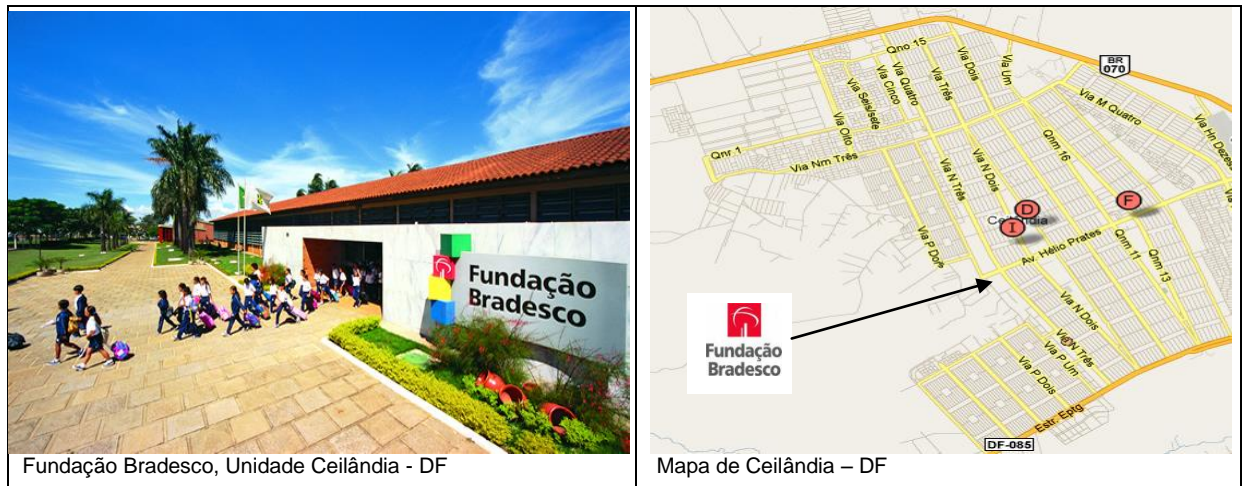 Fundação
Bradesco
Fundação Bradesco, Unidade Ceilândia - DF
BR
070
Qno 15
Via Um
Via Dois
Via Três
Via Quatro
Via Cinco
Via Seis/sete
Via Oito
Via M Quatro
Qnr 1
Via Nm Três
Qnm 16
Via N Dois
Via N Três
D
F
Ceilândia
I
Av. Hélio Prates
Via P Dois
Qnm 11
Qnm 13
Via N Dois
Via N Três
Via P Um
Via P Dois
Estr. Eptg
DF-085
Fundação
Bradesco
Mapa de Ceilândia – DF